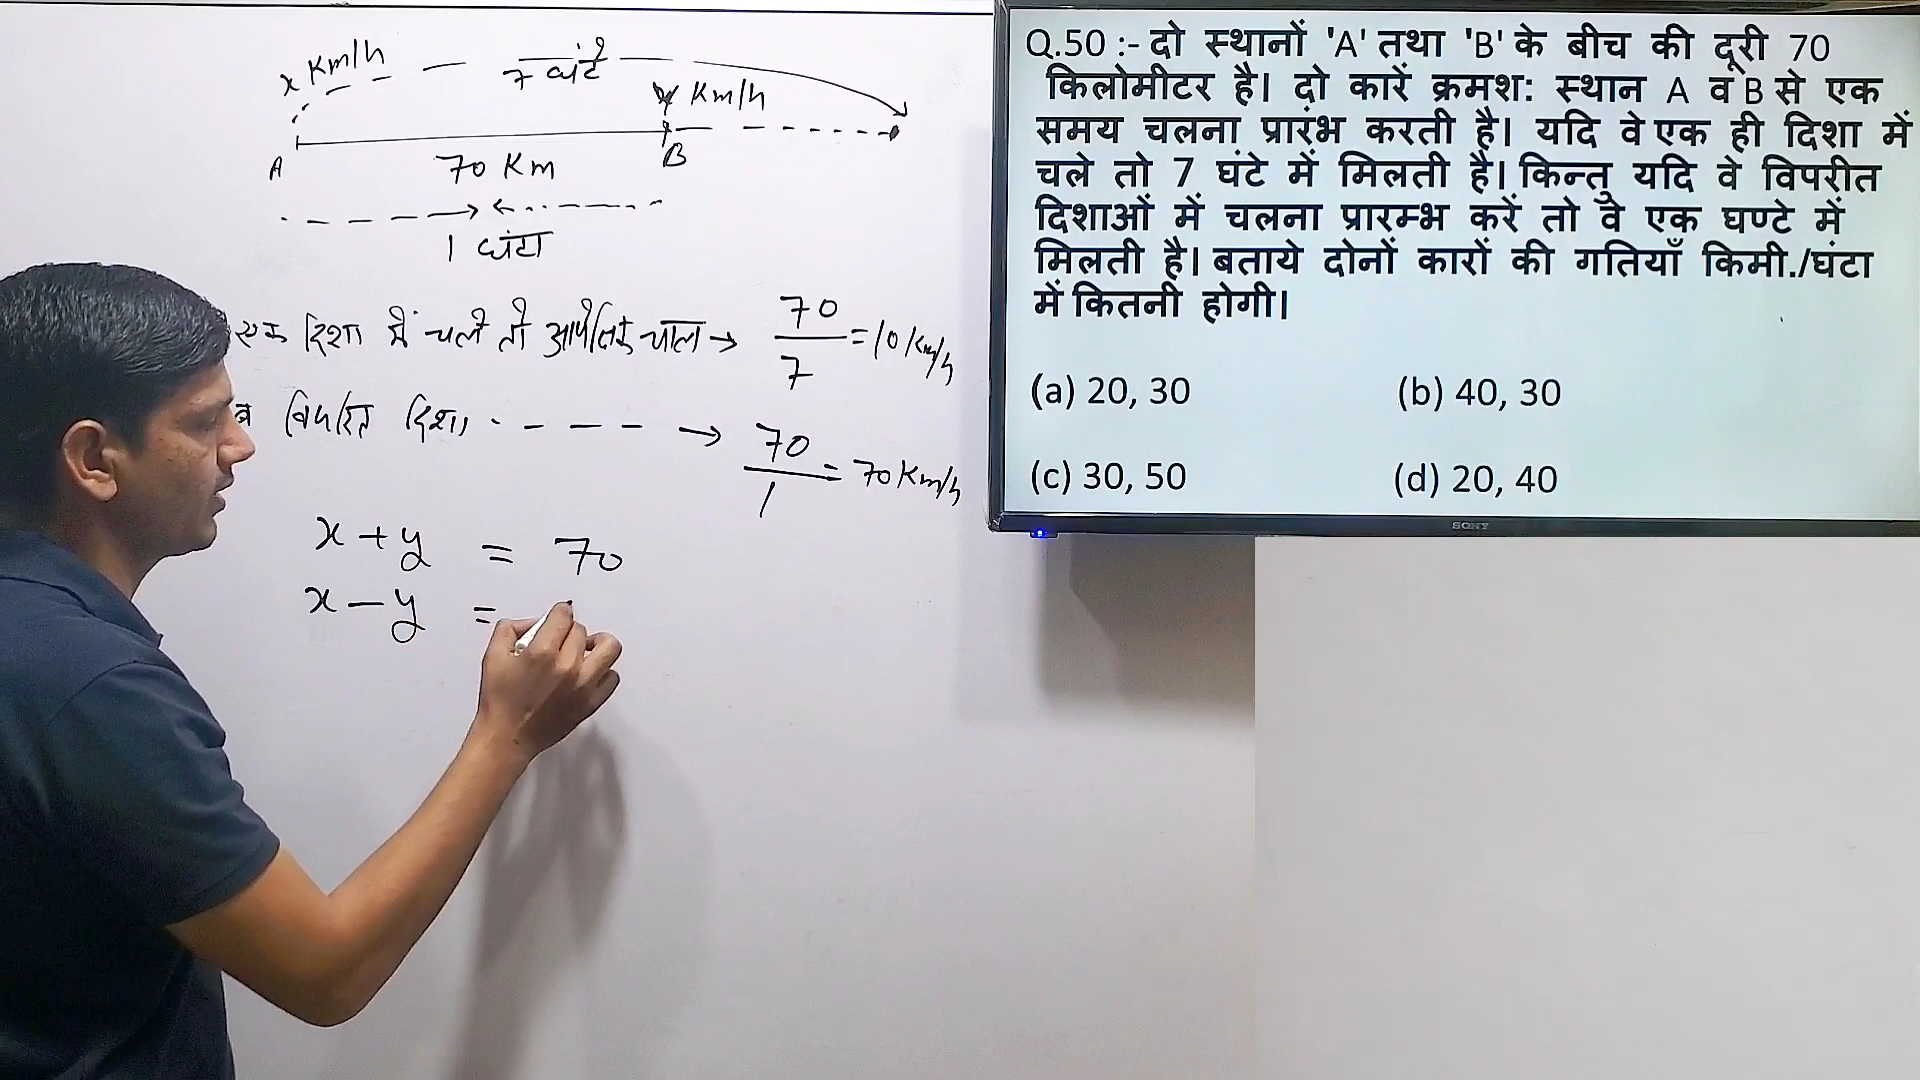 x Km/h
7 घंटे
y Km/h
A
70 Km
B
1 घंटा
एक दिशा में चले तो आपेक्षिक चाल → 70/7 = 10 Km/h
व विपरित दिशा - - - - → 70/1 = 70 Km/h
x + y = 70
x - y =
Q.50 :- दो स्थानों 'A' तथा 'B' के बीच की दूरी 70
किलोमीटर है। दो कारें क्रमश: स्थान A व B से एक
समय चलना प्रारंभ करती है। यदि वे एक ही दिशा में
चले तो 7 घंटे में मिलती है। किन्तु यदि वे विपरीत
दिशाओं में चलना प्रारम्भ करें तो वे एक घण्टे में
मिलती है। बताये दोनों कारों की गतियाँ किमी./घंटा
में कितनी होगी।
(a) 20, 30 (b) 40, 30
(c) 30, 50 (d) 20, 40
SONY